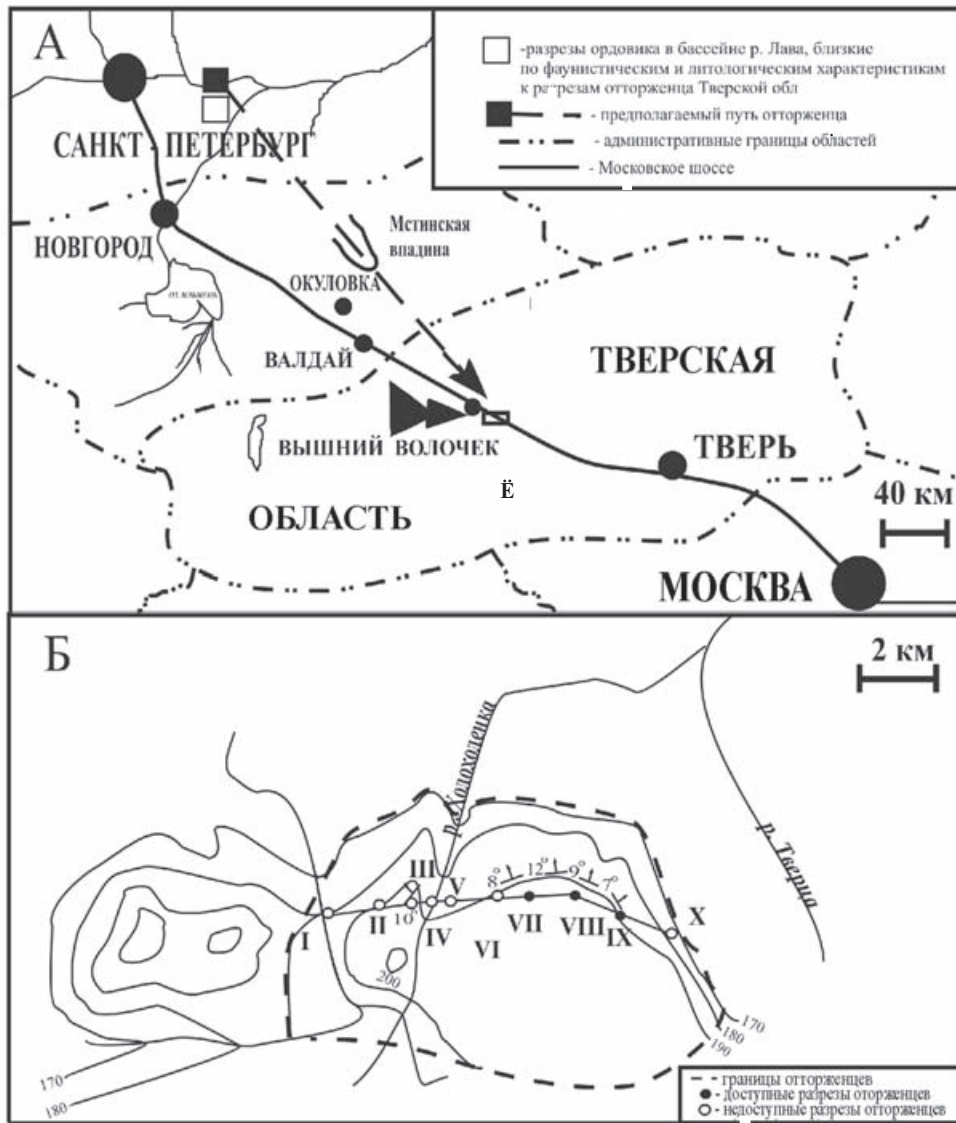 А
-разрезы ордовика в бассейне р. Лава, близкие
по фаунистическим и литологическим характеристикам
к разрезам отторженца Тверской обл
- предполагаемый путь отторженца
- административные границы областей
- Московское шоссе
САНКТ - ПЕТЕРБУРГ
НОВГОРОД
Мстинская
впадина
ОКУЛОВКА
ВАЛДАЙ
ТВЕРСКАЯ
ВЫШНИЙ ВОЛОЧЕК
ТВЕРЬ
Ё
ОБЛАСТЬ
40 км
МОСКВА
Б
2 км
р. Холохоленка
р. Тверца
III
V
8°
12°
9°
7°
I
II
10°
IV
VI
VII
VIII
IX
X
200
170
180
190
170
180
- границы отторженцев
- доступные разрезы оторженцев
- недоступные разрезы отторженцев